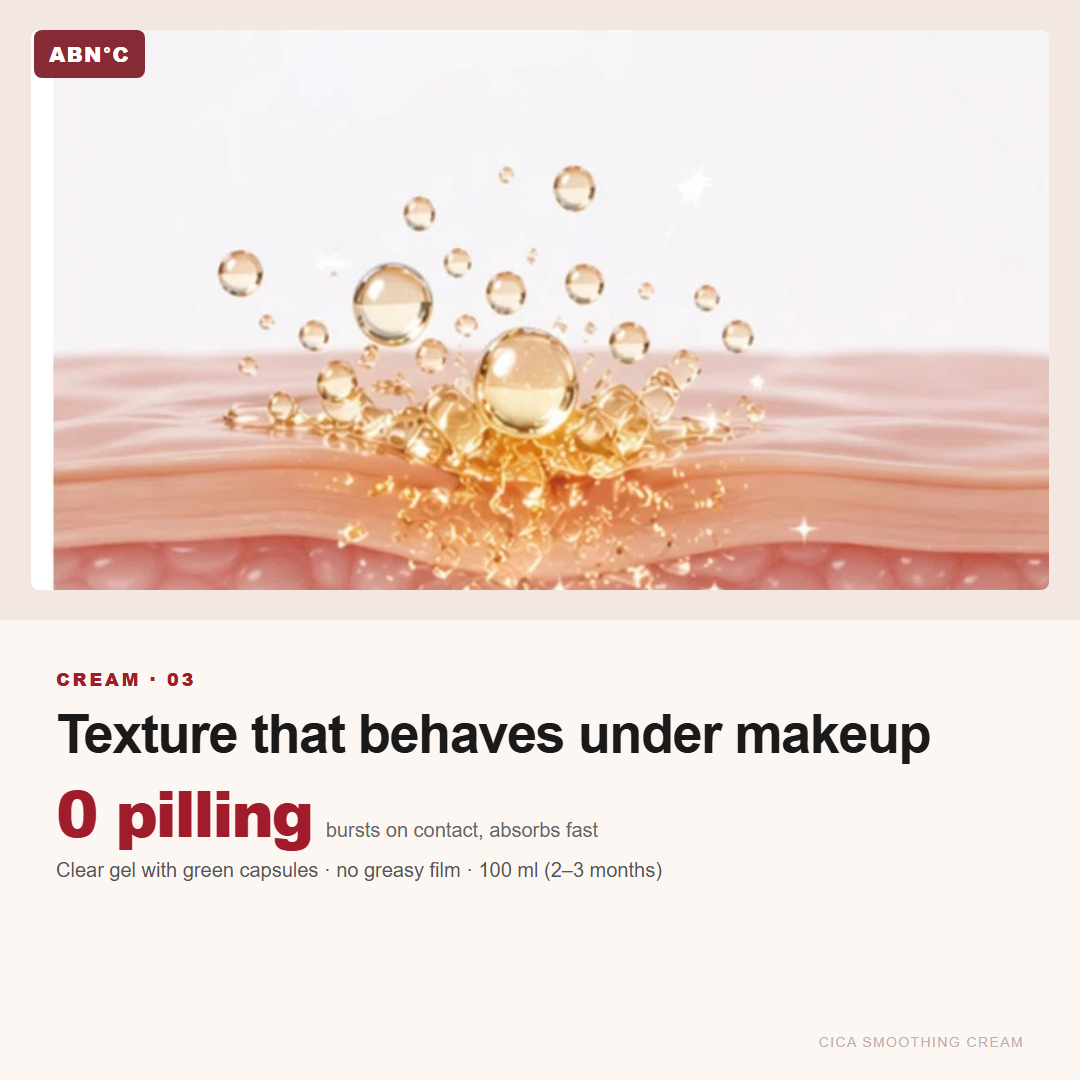 ABN°C
CREAM · 03
Texture that behaves under makeup
0 pilling bursts on contact, absorbs fast
Clear gel with green capsules · no greasy film · 100 ml (2–3 months)
CICA SMOOTHING CREAM